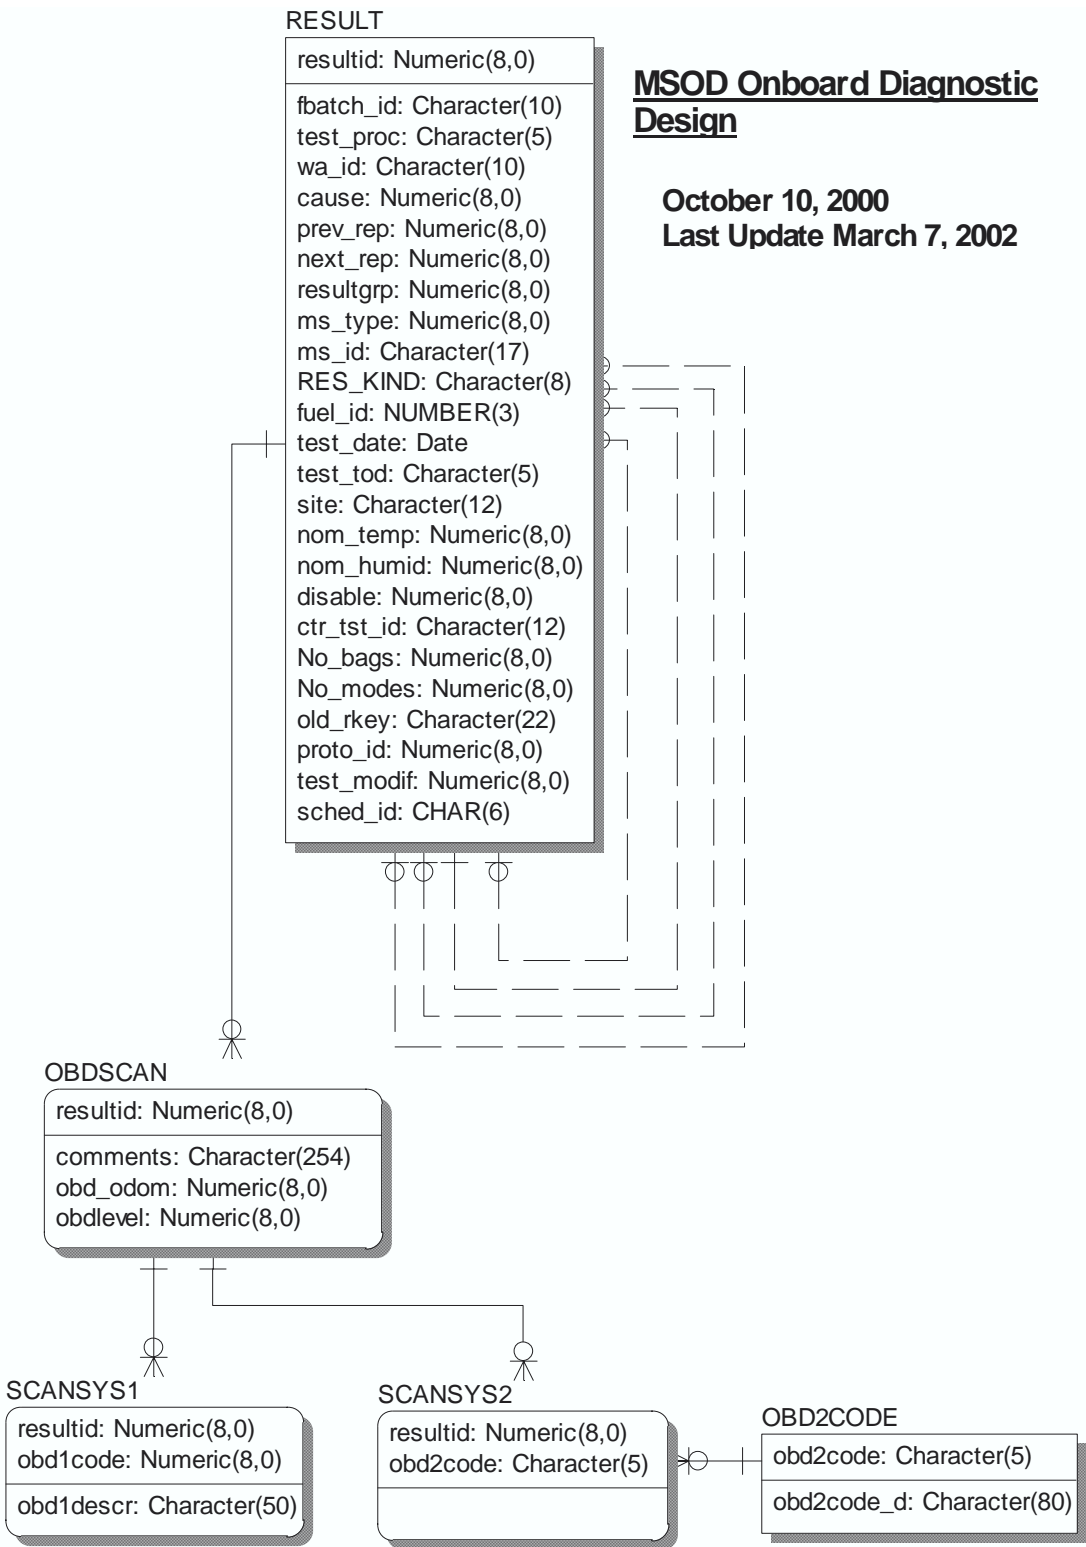 RESULT
resultid: Numeric(8,0)
fbatch_id: Character(10)
test_proc: Character(5)
wa_id: Character(10)
cause: Numeric(8,0)
prev_rep: Numeric(8,0)
next_rep: Numeric(8,0)
resultgrp: Numeric(8,0)
ms_type: Numeric(8,0)
ms_id: Character(17)
RES_KIND: Character(8)
fuel_id: NUMBER(3)
test_date: Date
test_tod: Character(5)
site: Character(12)
nom_temp: Numeric(8,0)
nom_humid: Numeric(8,0)
disable: Numeric(8,0)
ctr_tst_id: Character(12)
No_bags: Numeric(8,0)
No_modes: Numeric(8,0)
old_rkey: Character(22)
proto_id: Numeric(8,0)
test_modif: Numeric(8,0)
sched_id: CHAR(6)
MSOD Onboard Diagnostic
Design
October 10, 2000
Last Update March 7, 2002
OBDSCAN
resultid: Numeric(8,0)
comments: Character(254)
obd_odom: Numeric(8,0)
obdlevel: Numeric(8,0)
SCANSYS1
resultid: Numeric(8,0)
obd1code: Numeric(8,0)
obd1descr: Character(50)
SCANSYS2
resultid: Numeric(8,0)
obd2code: Character(5)
OBD2CODE
obd2code: Character(5)
obd2code_d: Character(80)